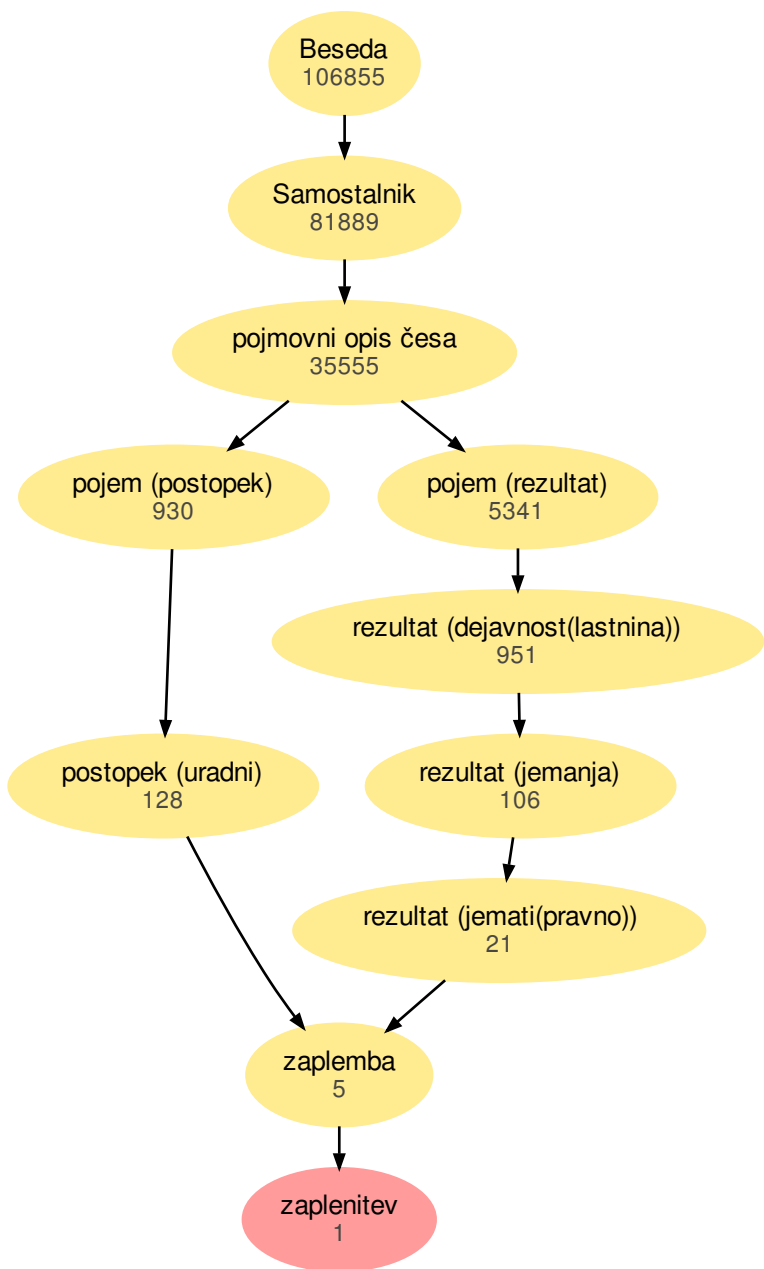 Beseda
106855
Samostalnik
81889
pojmovni opis česa
35555
pojem (postopek)
930
pojem (rezultat)
5341
rezultat (dejavnost(lastnina))
951
postopek (uradni)
128
rezultat (jemanja)
106
rezultat (jemati(pravno))
21
zaplemba
5
zaplenitev
1